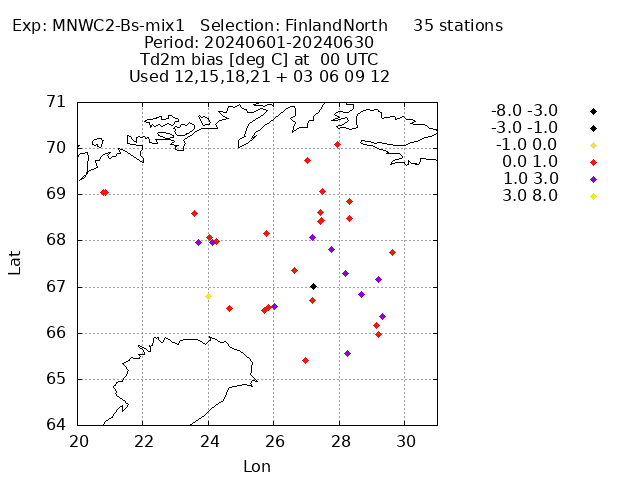 Exp: MNWC2-Bs-mix1   Selection: FinlandNorth     35 stations
Period: 20240601-20240630
Td2m bias [deg C] at  00 UTC
Used 12,15,18,21 + 03 06 09 12
-8.0 -3.0
-3.0 -1.0
-1.0 0.0
0.0 1.0
1.0 3.0
3.0 8.0
71
70
69
68
67
66
65
64
Lat
20 22 24 26 28 30
Lon